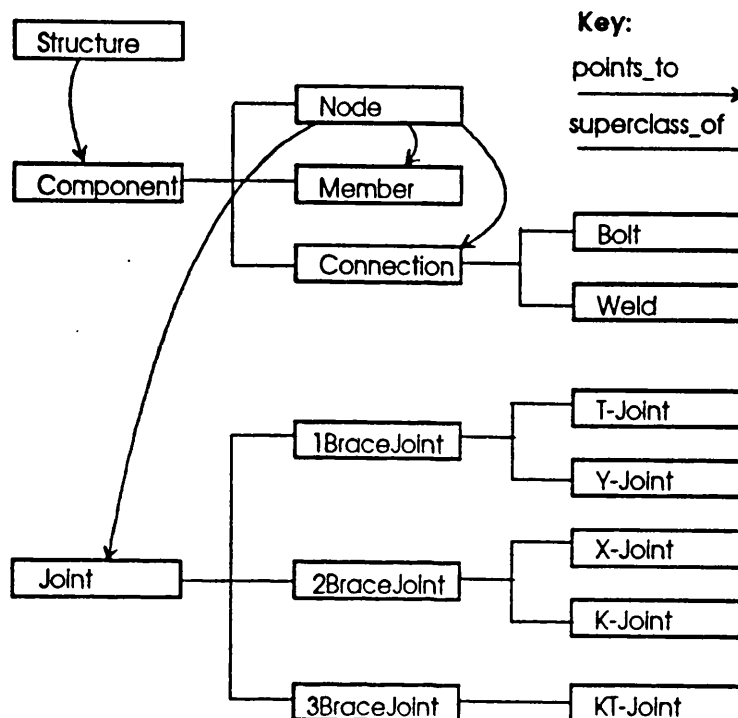 Key:
Structure
points_to
Node
superclass_of
Component
Member
Bolt
Connection
Weld
T-Joint
1BraceJoint
Y-Joint
X-Joint
Joint
2BraceJoint
K-Joint
3BraceJoint
KT-Joint